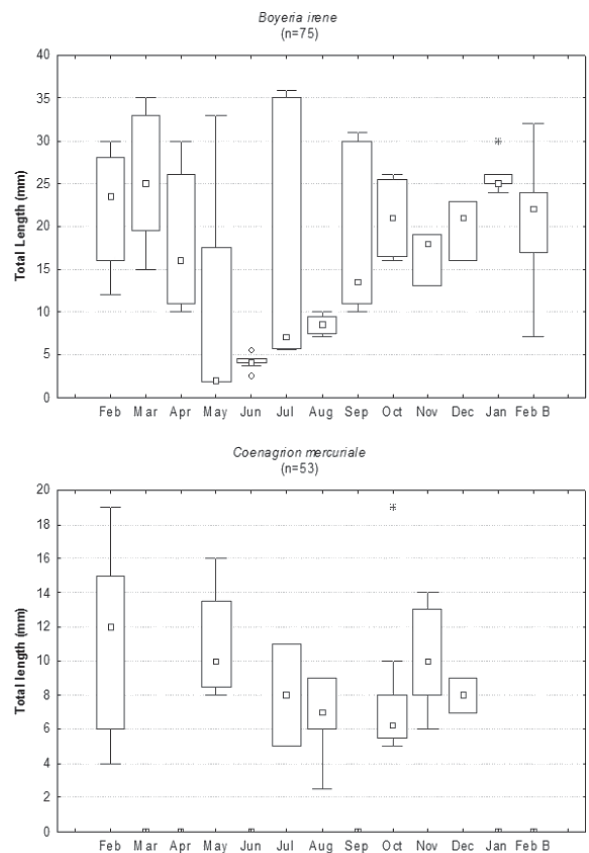 Boyeria irene
(n=75)
40
35
30
25
20
15
10
5
0
Total Length (mm)
Feb Mar Apr May Jun Jul Aug Sep Oct Nov Dec Jan Feb B
Coenagrion mercuriale
(n=53)
20
18
16
14
12
10
8
6
4
2
0
Total length (mm)
Feb Mar Apr May Jun Jul Aug Sep Oct Nov Dec Jan Feb B